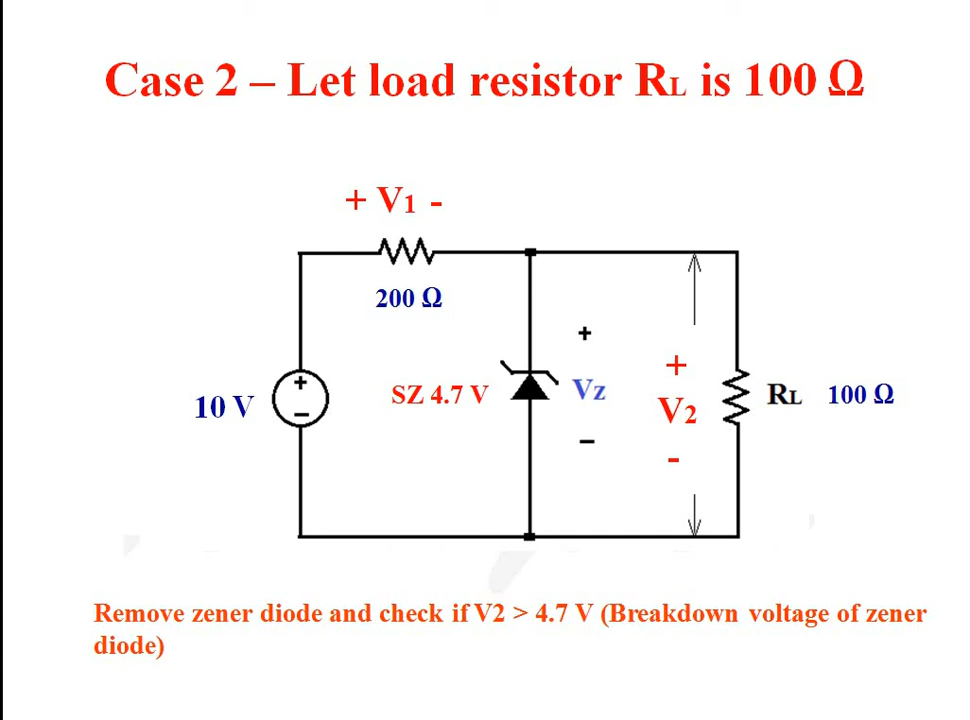 Case 2 – Let load resistor RL is 100 Ω
+ V1 -
200 Ω
+
+
10 V
SZ 4.7 V
VZ
+
V2
-
RL 100 Ω
−
−
Remove zener diode and check if V2 > 4.7 V (Breakdown voltage of zener
diode)